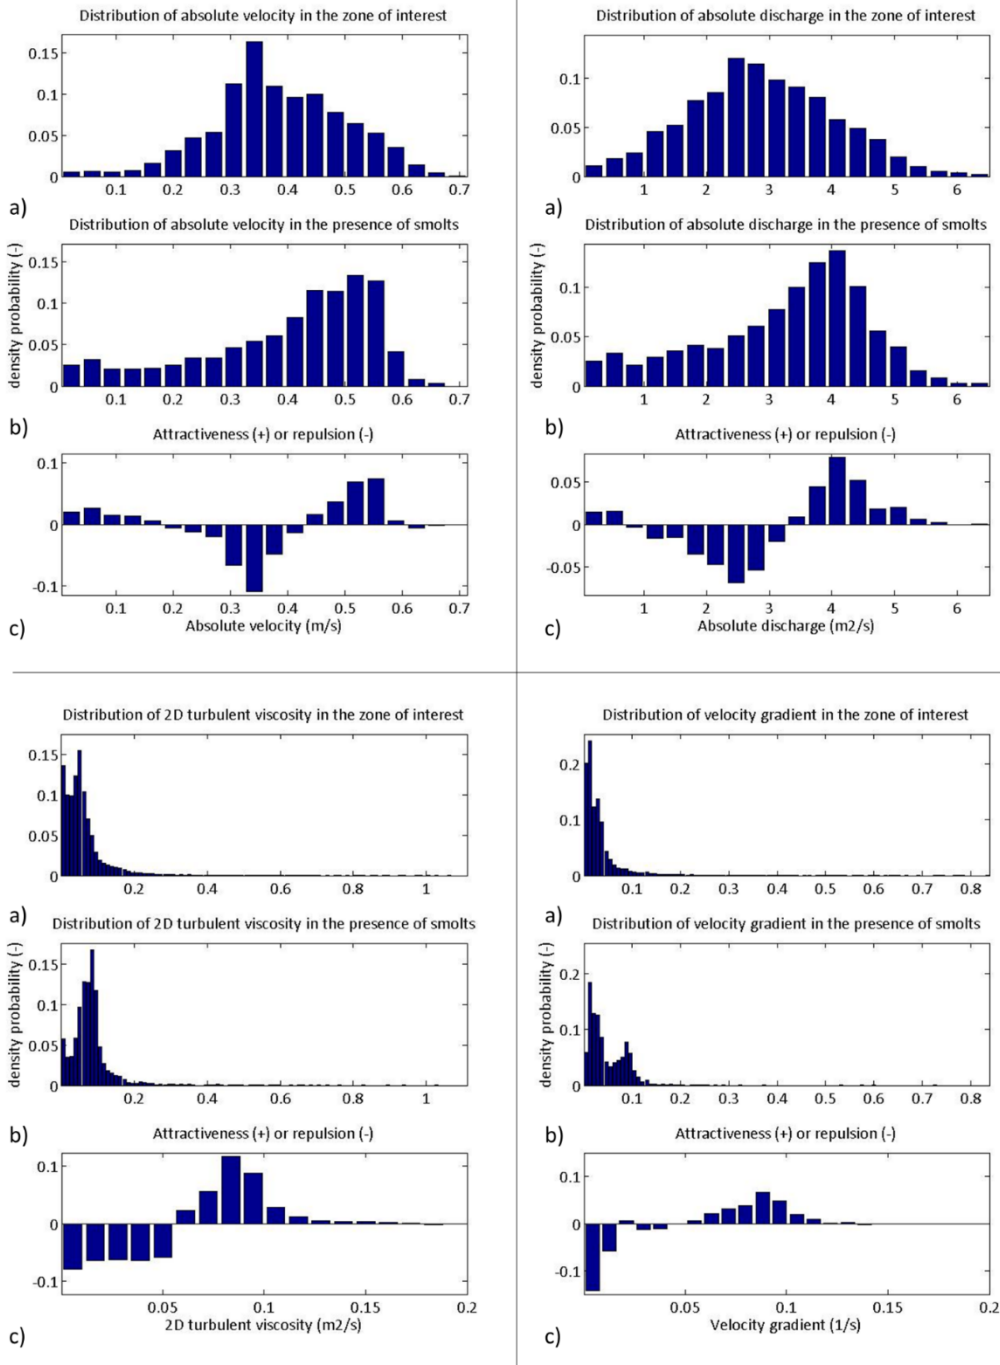 Distribution of absolute velocity in the zone of interest
0.15
0.1
0.05
0
0.1 0.2 0.3 0.4 0.5 0.6 0.7
a)
Distribution of absolute velocity in the presence of smolts
density probability (-)
0.15
0.1
0.05
0
0.1 0.2 0.3 0.4 0.5 0.6 0.7
b)
Attractiveness (+) or repulsion (-)
0.1
0
-0.1
0.1 0.2 0.3 0.4 0.5 0.6 0.7
Absolute velocity (m/s)
c)
Distribution of absolute discharge in the zone of interest
0.1
0.05
0
1 2 3 4 5 6
a)
Distribution of absolute discharge in the presence of smolts
density probability (-)
0.1
0.05
0
1 2 3 4 5 6
b)
Attractiveness (+) or repulsion (-)
0.05
0
-0.05
1 2 3 4 5 6
Absolute discharge (m2/s)
c)
Distribution of 2D turbulent viscosity in the zone of interest
0.15
0.1
0.05
0
0.2 0.4 0.6 0.8 1
a)
Distribution of 2D turbulent viscosity in the presence of smolts
density probability (-)
0.15
0.1
0.05
0
0.2 0.4 0.6 0.8 1
b)
Attractiveness (+) or repulsion (-)
0.1
0
-0.1
0.05 0.1 0.15 0.2
2D turbulent viscosity (m2/s)
c)
Distribution of velocity gradient in the zone of interest
0.2
0.1
0
0.1 0.2 0.3 0.4 0.5 0.6 0.7 0.8
a)
Distribution of velocity gradient in the presence of smolts
density probability (-)
0.2
0.1
0
0.1 0.2 0.3 0.4 0.5 0.6 0.7 0.8
b)
Attractiveness (+) or repulsion (-)
0.1
0
-0.1
0.05 0.1 0.15 0.2
Velocity gradient (1/s)
c)